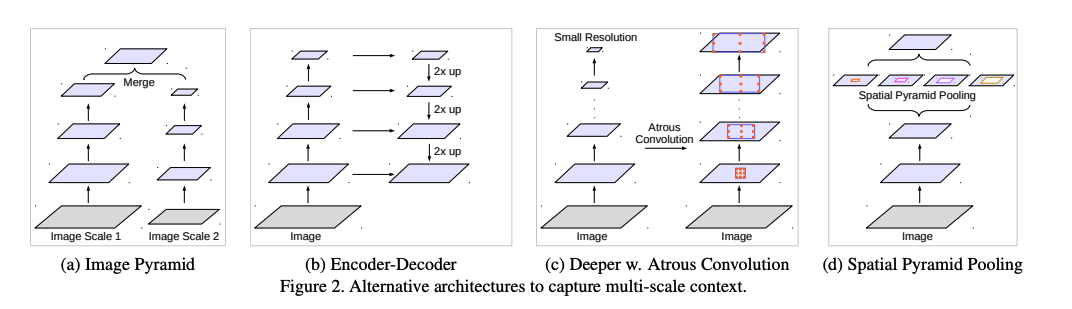 Merge
Image Scale 1
Image Scale 2
(a) Image Pyramid
2x up
2x up
2x up
Image
(b) Encoder-Decoder
Small Resolution
Atrous
Convolution
Image
Image
(c) Deeper w. Atrous Convolution
Spatial Pyramid Pooling
Image
(d) Spatial Pyramid Pooling
Figure 2. Alternative architectures to capture multi-scale context.